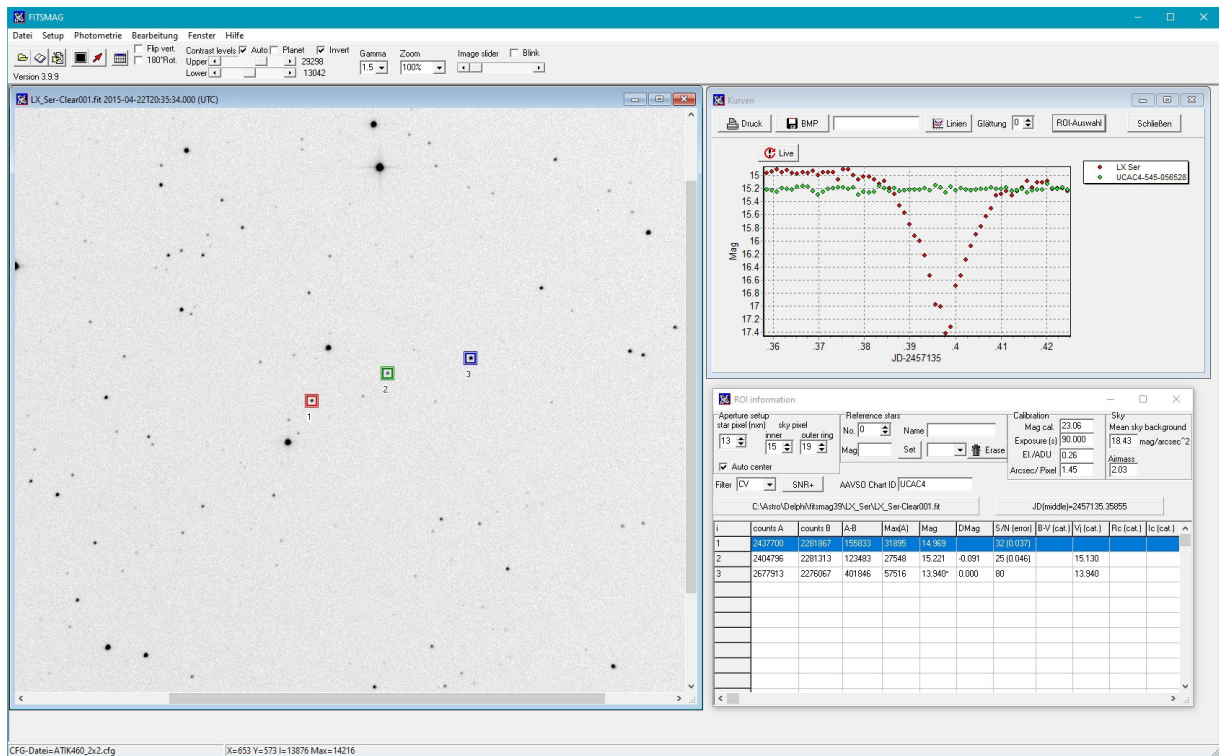 FITSMAG
Datei Setup Photometrie Bearbeitung Fenster Hilfe
Flip vert. Contrast levels Auto Planet Invert Gamma Zoom Image slider Blink
180°Rot. Upper 29298 1.5 100%
Lower 13042
Version 3.9.9
LX_Ser-Clear001.fit 2015-04-22T20:35:34.000 (UTC)
1
2
3
Kurven
Druck BMP Linien Glättung 0 ROI-Auswahl Schließen
Live
LX Ser
UCAC4-545-056528
Mag
15
15.2
15.4
15.6
15.8
16
16.2
16.4
16.6
16.8
17
17.2
17.4
.36 .37 .38 .39 .4 .41 .42
JD-2457135
ROI information
Aperture setup Reference stars Calibration Sky
star pixel (nxn) sky pixel No. 0 Name Mag cal. 23.06 Mean sky background
13 inner outer ring Exposure (s) 90.000 18.43 mag/arcsec^2
15 19 Mag Set Erase El./ADU 0.26 Airmass
Auto center Arcsec/ Pixel 1.45 2.03
Filter CV SNR+ AAVSO Chart ID UCAC4
C:\Astro\Delphi\fitsmag39\LX_Ser\LX_Ser-Clear001.fit JD(middle)=2457135.35855
i counts A counts B A-B Max(A) Mag DMag S/N (error) B-V (cat.) Vj (cat.) Rc (cat.) Ic (cat.)
1 2437700 2281867 155833 31895 14.969 32 (0.037)
2 2404796 2281313 123483 27548 15.221 -0.091 25 (0.046) 15.130
3 2677913 2276067 401846 57516 13.940* 0.000 80 13.940
CFG-Datei=ATIK460_2x2.cfg X=653 Y=573 I=13876 Max=14216